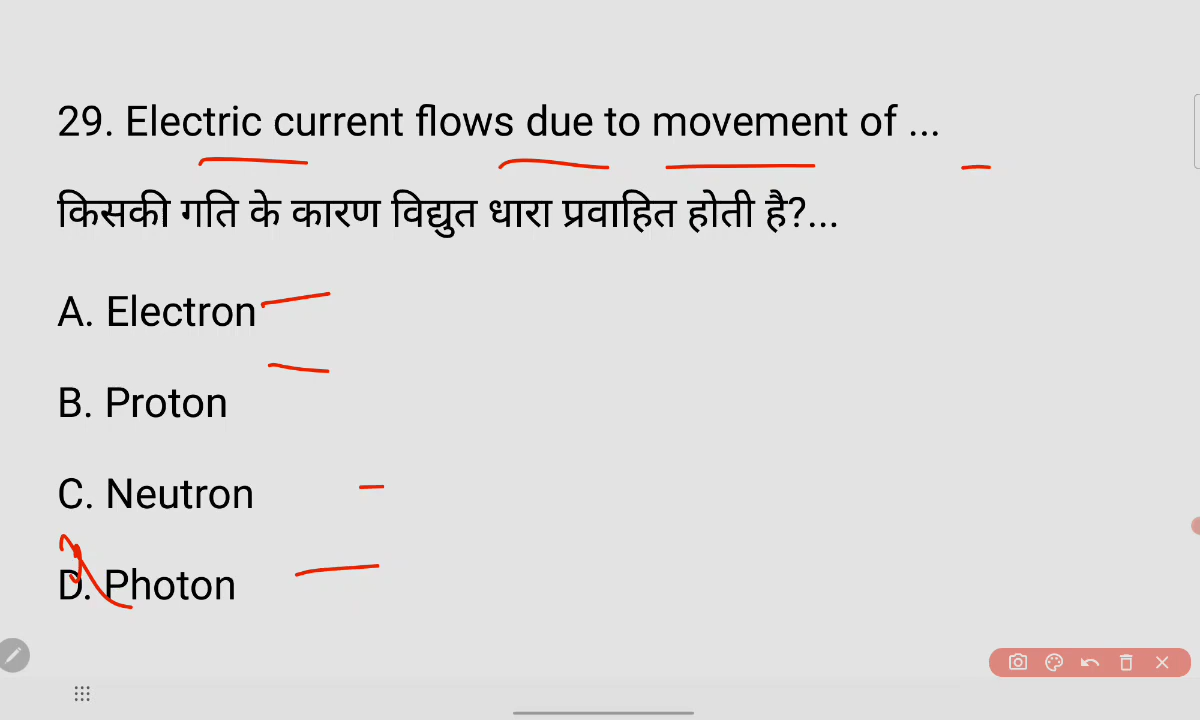 29. Electric current flows due to movement of ...
किसकी गति के कारण विद्युत धारा प्रवाहित होती है?...
A. Electron
B. Proton
C. Neutron
D. Photon